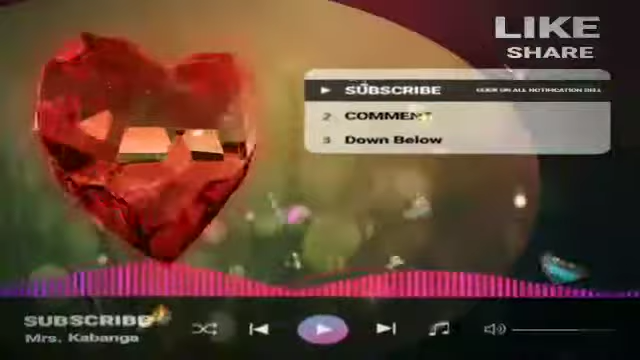 LIKE
SHARE
SUBSCRIBE CLICK ON ALL NOTIFICATION BELL
2 COMMENT
3 Down Below
SUBSCRIBE
Mrs. Kabanga